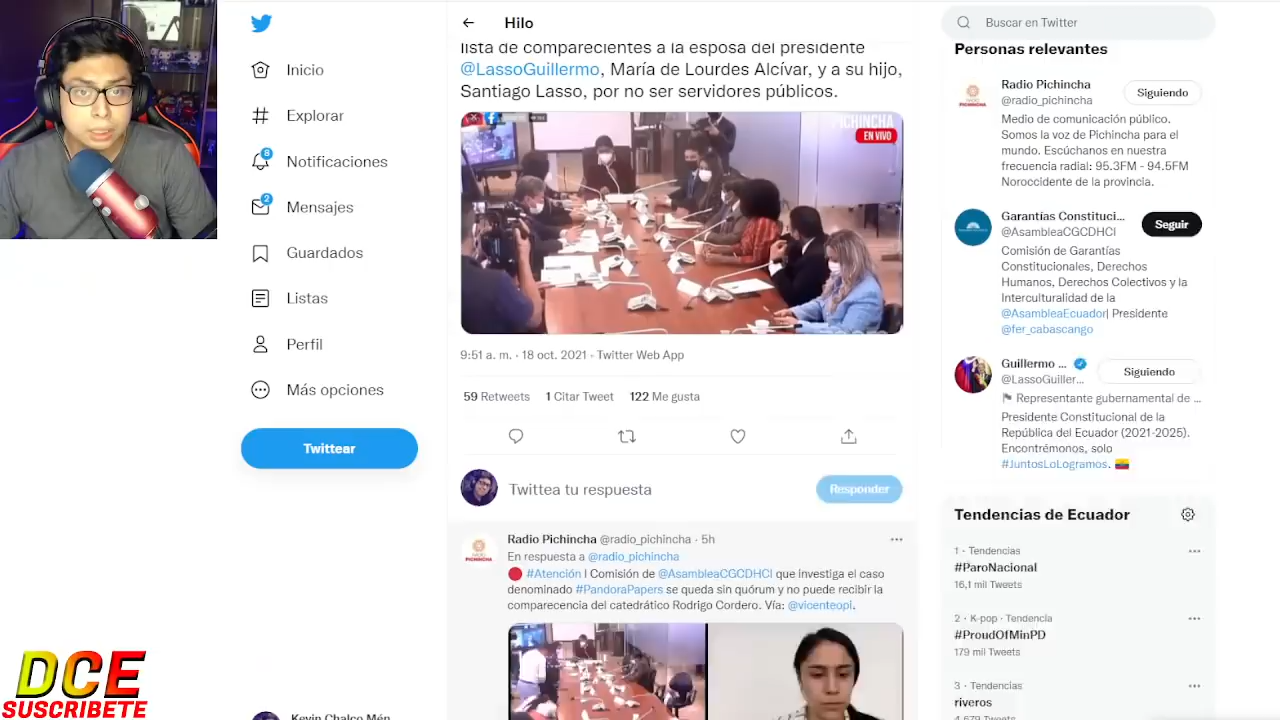 Hilo
lista de comparecientes a la esposa del presidente
@LassoGuillermo, María de Lourdes Alcívar, y a su hijo,
Santiago Lasso, por no ser servidores públicos.
PICHINCHA
EN VIVO
9:51 a. m. · 18 oct. 2021 · Twitter Web App
59 Retweets 1 Citar Tweet 122 Me gusta
Twittea tu respuesta
Responder
Radio Pichincha @radio_pichincha · 5h
En respuesta a @radio_pichincha
#Atención | Comisión de @AsambleaCGCDHCI que investiga el caso
denominado #PandoraPapers se queda sin quórum y no puede recibir la
comparecencia del catedrático Rodrigo Cordero. Vía: @vicenteopi.
Inicio
Explorar
8
Notificaciones
2
Mensajes
Guardados
Listas
Perfil
Más opciones
Twittear
Kevin Chalco Mén
DCE
SUSCRIBETE
Buscar en Twitter
Personas relevantes
Radio Pichincha
@radio_pichincha
Siguiendo
Medio de comunicación público.
Somos la voz de Pichincha para el
mundo. Escúchanos en nuestra
frecuencia radial: 95.3FM - 94.5FM
Noroccidente de la provincia.
Garantías Constituci...
@AsambleaCGCDHCI
Seguir
Comisión de Garantías
Constitucionales, Derechos
Humanos, Derechos Colectivos y la
Interculturalidad de la
@AsambleaEcuador| Presidente
@fer_cabascango
Guillermo ...
@LassoGuiller...
Siguiendo
Representante gubernamental de ...
Presidente Constitucional de la
República del Ecuador (2021-2025).
Encontrémonos, solo
#JuntosLoLogramos.
Tendencias de Ecuador
1 · Tendencias
#ParoNacional
16,1 mil Tweets
2 · K-pop · Tendencia
#ProudOfMinPD
179 mil Tweets
3 · Tendencias
riveros
4.679 Tweets